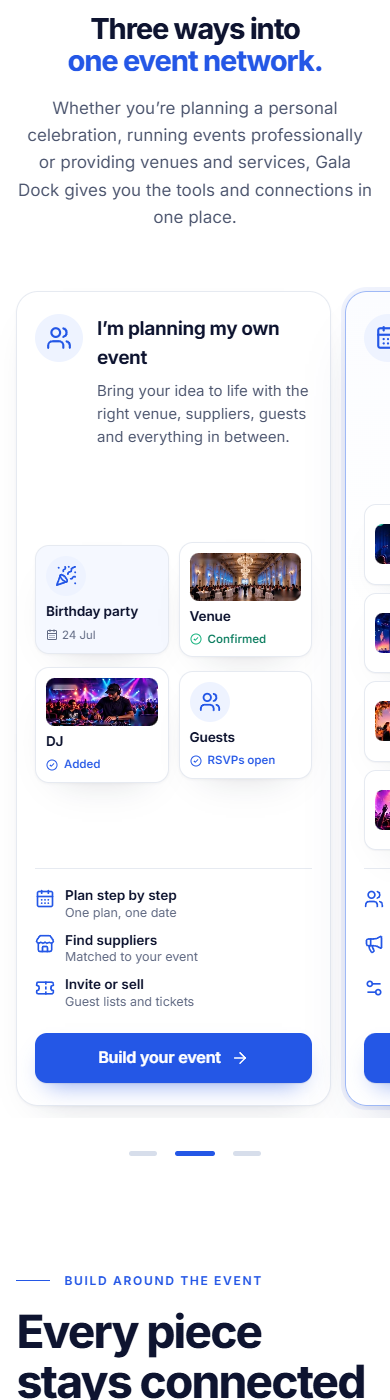 Three ways into
one event network.
Whether you’re planning a personal
celebration, running events professionally
or providing venues and services, Gala
Dock gives you the tools and connections in
one place.
I’m planning my own
event
Bring your idea to life with the
right venue, suppliers, guests
and everything in between.
Birthday party
24 Jul
Venue
Confirmed
DJ
Added
Guests
RSVPs open
Plan step by step
One plan, one date
Find suppliers
Matched to your event
Invite or sell
Guest lists and tickets
Build your event
BUILD AROUND THE EVENT
Every piece
stays connected